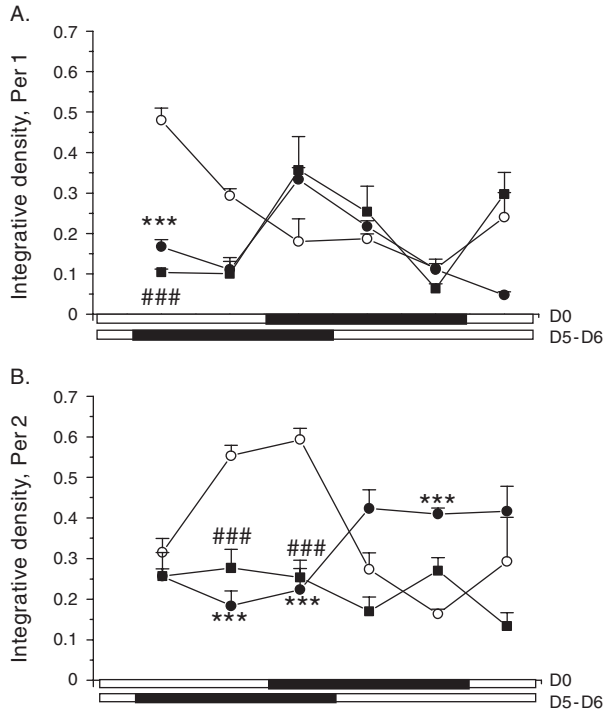 A.
Integrative density, Per 1
0.7
0.6
0.5
0.4
0.3
0.2
0.1
0
***
###
D0
D5-D6
B.
Integrative density, Per 2
0.7
0.6
0.5
0.4
0.3
0.2
0.1
0
###
###
***
***
***
D0
D5-D6